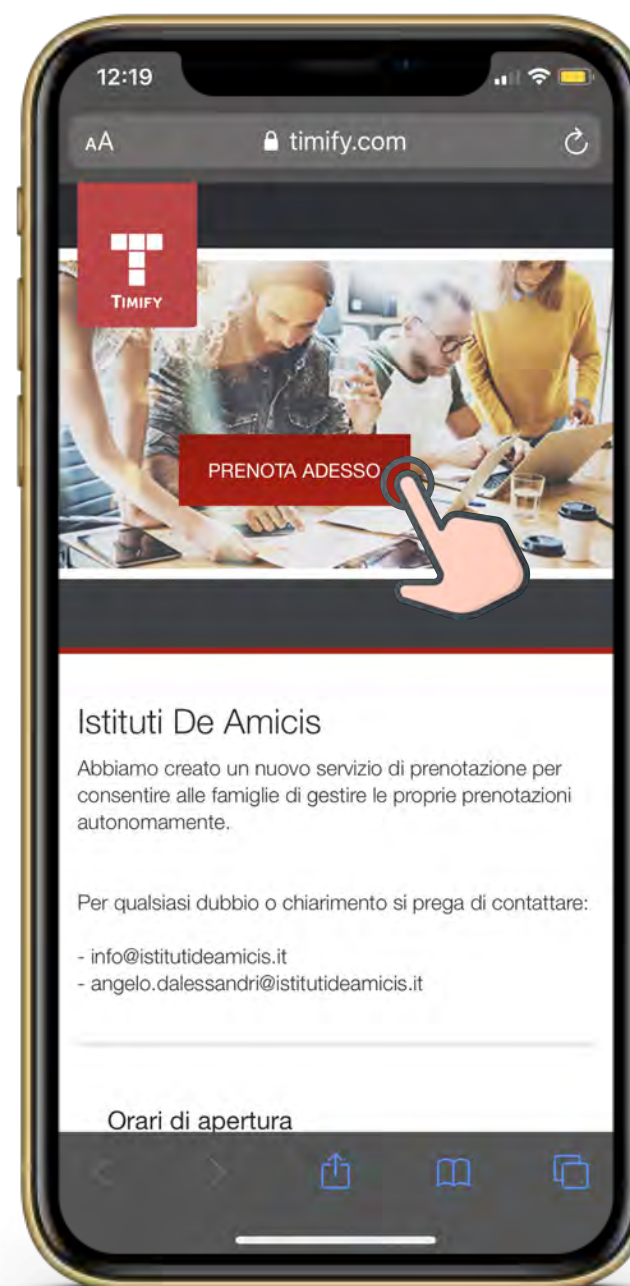 12:19
AA timify.com
TIMIFY
PRENOTA ADESSO
Istituti De Amicis
Abbiamo creato un nuovo servizio di prenotazione per
consentire alle famiglie di gestire le proprie prenotazioni
autonomamente.
Per qualsiasi dubbio o chiarimento si prega di contattare:
- info@istitutideamicis.it
- angelo.dalessandri@istitutideamicis.it
Orari di apertura